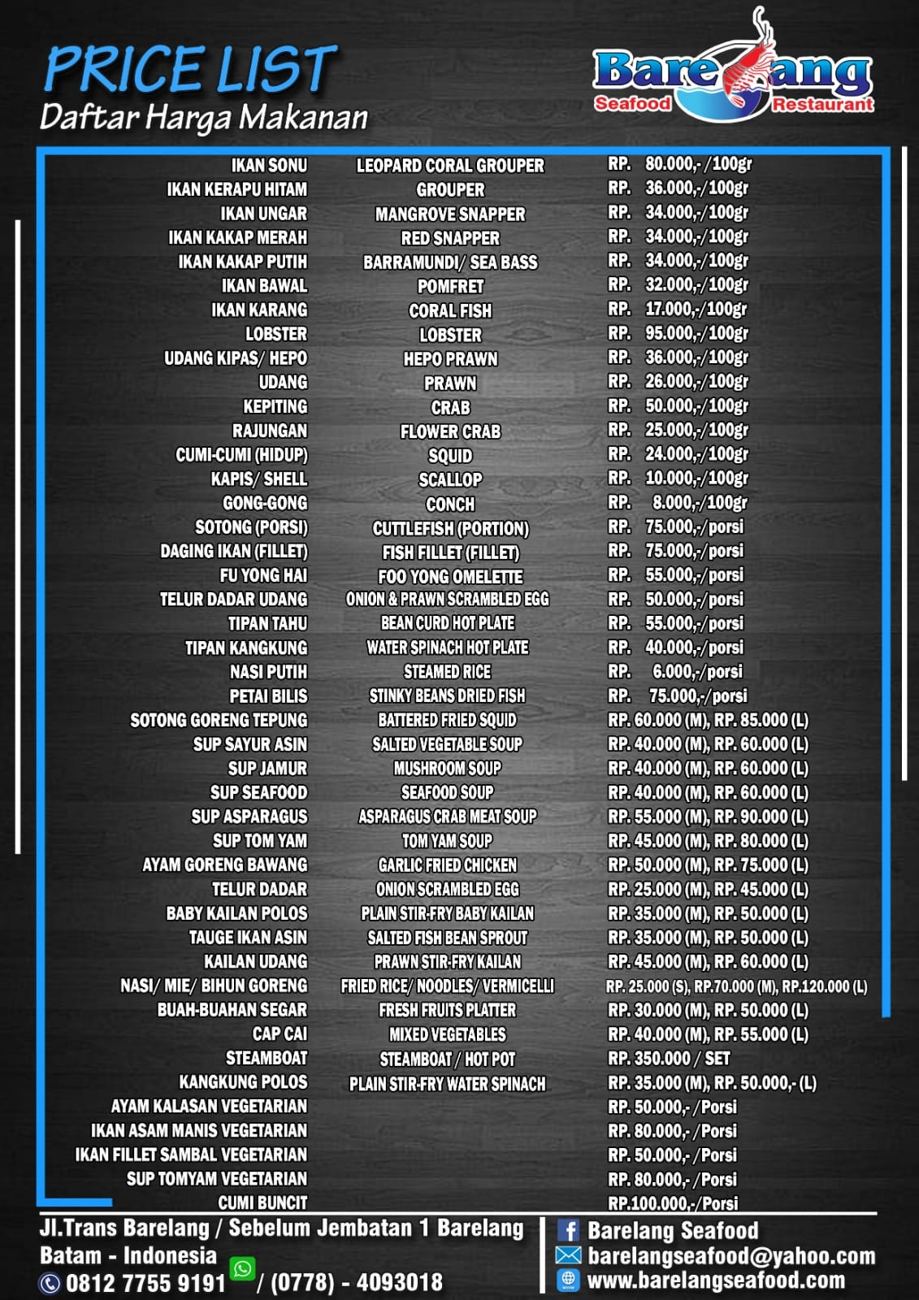 PRICE LIST
Daftar Harga Makanan
Barelang
Seafood Restaurant
IKAN SONU LEOPARD CORAL GROUPER RP. 80.000,-/100gr
IKAN KERAPU HITAM GROUPER RP. 36.000,-/100gr
IKAN UNGAR MANGROVE SNAPPER RP. 34.000,-/100gr
IKAN KAKAP MERAH RED SNAPPER RP. 34.000,-/100gr
IKAN KAKAP PUTIH BARRAMUNDI/ SEA BASS RP. 34.000,-/100gr
IKAN BAWAL POMFRET RP. 32.000,-/100gr
IKAN KARANG CORAL FISH RP. 17.000,-/100gr
LOBSTER LOBSTER RP. 95.000,-/100gr
UDANG KIPAS/ HEPO HEPO PRAWN RP. 36.000,-/100gr
UDANG PRAWN RP. 26.000,-/100gr
KEPITING CRAB RP. 50.000,-/100gr
RAJUNGAN FLOWER CRAB RP. 25.000,-/100gr
CUMI-CUMI (HIDUP) SQUID RP. 24.000,-/100gr
KAPIS/ SHELL SCALLOP RP. 10.000,-/100gr
GONG-GONG CONCH RP. 8.000,-/100gr
SOTONG (PORSI) CUTTLEFISH (PORTION) RP. 75.000,-/porsi
DAGING IKAN (FILLET) FISH FILLET (FILLET) RP. 75.000,-/porsi
FU YONG HAI FOO YONG OMELETTE RP. 55.000,-/porsi
TELUR DADAR UDANG ONION & PRAWN SCRAMBLED EGG RP. 50.000,-/porsi
TIPAN TAHU BEAN CURD HOT PLATE RP. 55.000,-/porsi
TIPAN KANGKUNG WATER SPINACH HOT PLATE RP. 40.000,-/porsi
NASI PUTIH STEAMED RICE RP. 6.000,-/porsi
PETAI BILIS STINKY BEANS DRIED FISH RP. 75.000,-/porsi
SOTONG GORENG TEPUNG BATTERED FRIED SQUID RP. 60.000 (M), RP. 85.000 (L)
SUP SAYUR ASIN SALTED VEGETABLE SOUP RP. 40.000 (M), RP. 60.000 (L)
SUP JAMUR MUSHROOM SOUP RP. 40.000 (M), RP. 60.000 (L)
SUP SEAFOOD SEAFOOD SOUP RP. 40.000 (M), RP. 60.000 (L)
SUP ASPARAGUS ASPARAGUS CRAB MEAT SOUP RP. 55.000 (M), RP. 90.000 (L)
SUP TOM YAM TOM YAM SOUP RP. 45.000 (M), RP. 80.000 (L)
AYAM GORENG BAWANG GARLIC FRIED CHICKEN RP. 50.000 (M), RP. 75.000 (L)
TELUR DADAR ONION SCRAMBLED EGG RP. 25.000 (M), RP. 45.000 (L)
BABY KAILAN POLOS PLAIN STIR-FRY BABY KAILAN RP. 35.000 (M), RP. 50.000 (L)
TAUGE IKAN ASIN SALTED FISH BEAN SPROUT RP. 35.000 (M), RP. 50.000 (L)
KAILAN UDANG PRAWN STIR-FRY KAILAN RP. 45.000 (M), RP. 60.000 (L)
NASI/ MIE/ BIHUN GORENG FRIED RICE/ NOODLES/ VERMICELLI RP. 25.000 (S), RP.70.000 (M), RP.120.000 (L)
BUAH-BUAHAN SEGAR FRESH FRUITS PLATTER RP. 30.000 (M), RP. 50.000 (L)
CAP CAI MIXED VEGETABLES RP. 40.000 (M), RP. 55.000 (L)
STEAMBOAT STEAMBOAT / HOT POT RP. 350.000 / SET
KANGKUNG POLOS PLAIN STIR-FRY WATER SPINACH RP. 35.000 (M), RP. 50.000,- (L)
AYAM KALASAN VEGETARIAN RP. 50.000,- /Porsi
IKAN ASAM MANIS VEGETARIAN RP. 80.000,- /Porsi
IKAN FILLET SAMBAL VEGETARIAN RP. 50.000,- /Porsi
SUP TOMYAM VEGETARIAN RP. 80.000,- /Porsi
CUMI BUNCIT RP.100.000,-/Porsi
Jl.Trans Barelang / Sebelum Jembatan 1 Barelang
Batam - Indonesia
0812 7755 9191 / (0778) - 4093018
Barelang Seafood
barelangseafood@yahoo.com
www.barelangseafood.com